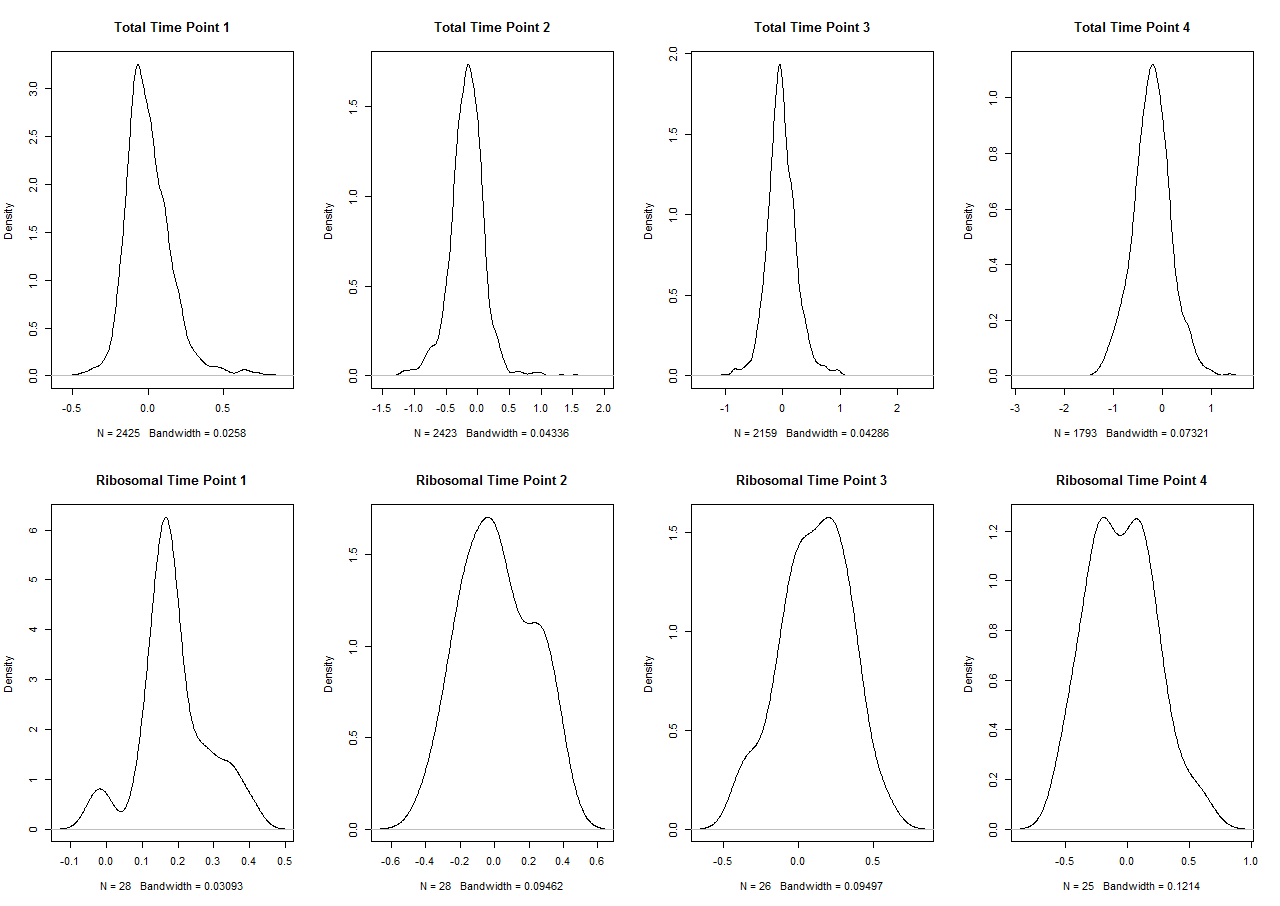 Total Time Point 1
Density
0.0 0.5 1.0 1.5 2.0 2.5 3.0
-0.5 0.0 0.5
N = 2425 Bandwidth = 0.0258
Total Time Point 2
Density
0.0 0.5 1.0 1.5
-1.5 -1.0 -0.5 0.0 0.5 1.0 1.5 2.0
N = 2423 Bandwidth = 0.04336
Total Time Point 3
Density
0.0 0.5 1.0 1.5 2.0
-1 0 1 2
N = 2159 Bandwidth = 0.04286
Total Time Point 4
Density
0.0 0.2 0.4 0.6 0.8 1.0
-3 -2 -1 0 1
N = 1793 Bandwidth = 0.07321
Ribosomal Time Point 1
Density
0 1 2 3 4 5 6
-0.1 0.0 0.1 0.2 0.3 0.4 0.5
N = 28 Bandwidth = 0.03093
Ribosomal Time Point 2
Density
0.0 0.5 1.0 1.5
-0.6 -0.4 -0.2 0.0 0.2 0.4 0.6
N = 28 Bandwidth = 0.09462
Ribosomal Time Point 3
Density
0.0 0.5 1.0 1.5
-0.5 0.0 0.5
N = 26 Bandwidth = 0.09497
Ribosomal Time Point 4
Density
0.0 0.2 0.4 0.6 0.8 1.0 1.2
-0.5 0.0 0.5 1.0
N = 25 Bandwidth = 0.1214